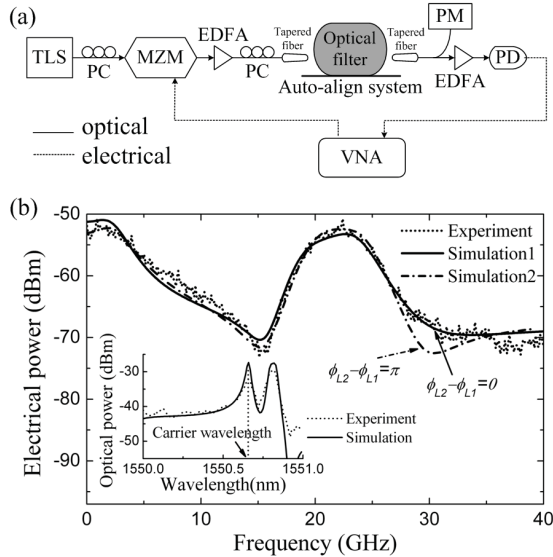 (a)
TLS
PC
MZM
EDFA
PC
Tapered
fiber
Optical
filter
Tapered
fiber
PM
EDFA
PD
Auto-align system
VNA
optical
electrical
(b)
Electrical power (dBm)
-50
-60
-70
-80
-90
0
10
20
30
40
Frequency (GHz)
Experiment
Simulation1
Simulation2
ϕL2−ϕL1=π
ϕL2−ϕL1=0
Optical power (dBm)
-30
-40
-50
Carrier wavelength
Experiment
Simulation
1550.0
1550.5
1551.0
Wavelength(nm)